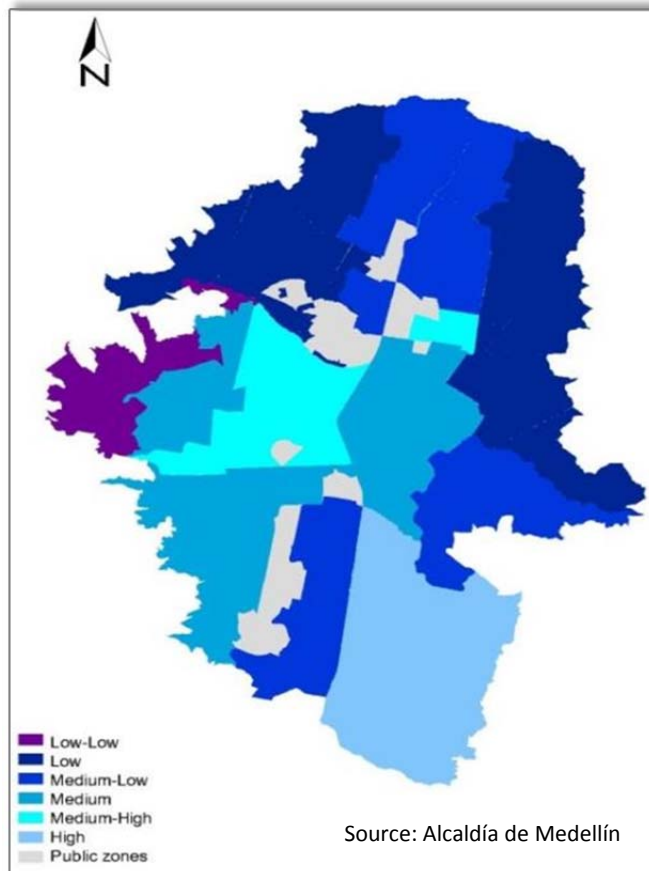 N
Low-Low
Low
Medium-Low
Medium
Medium-High
High
Public zones
Source: Alcaldía de Medellín